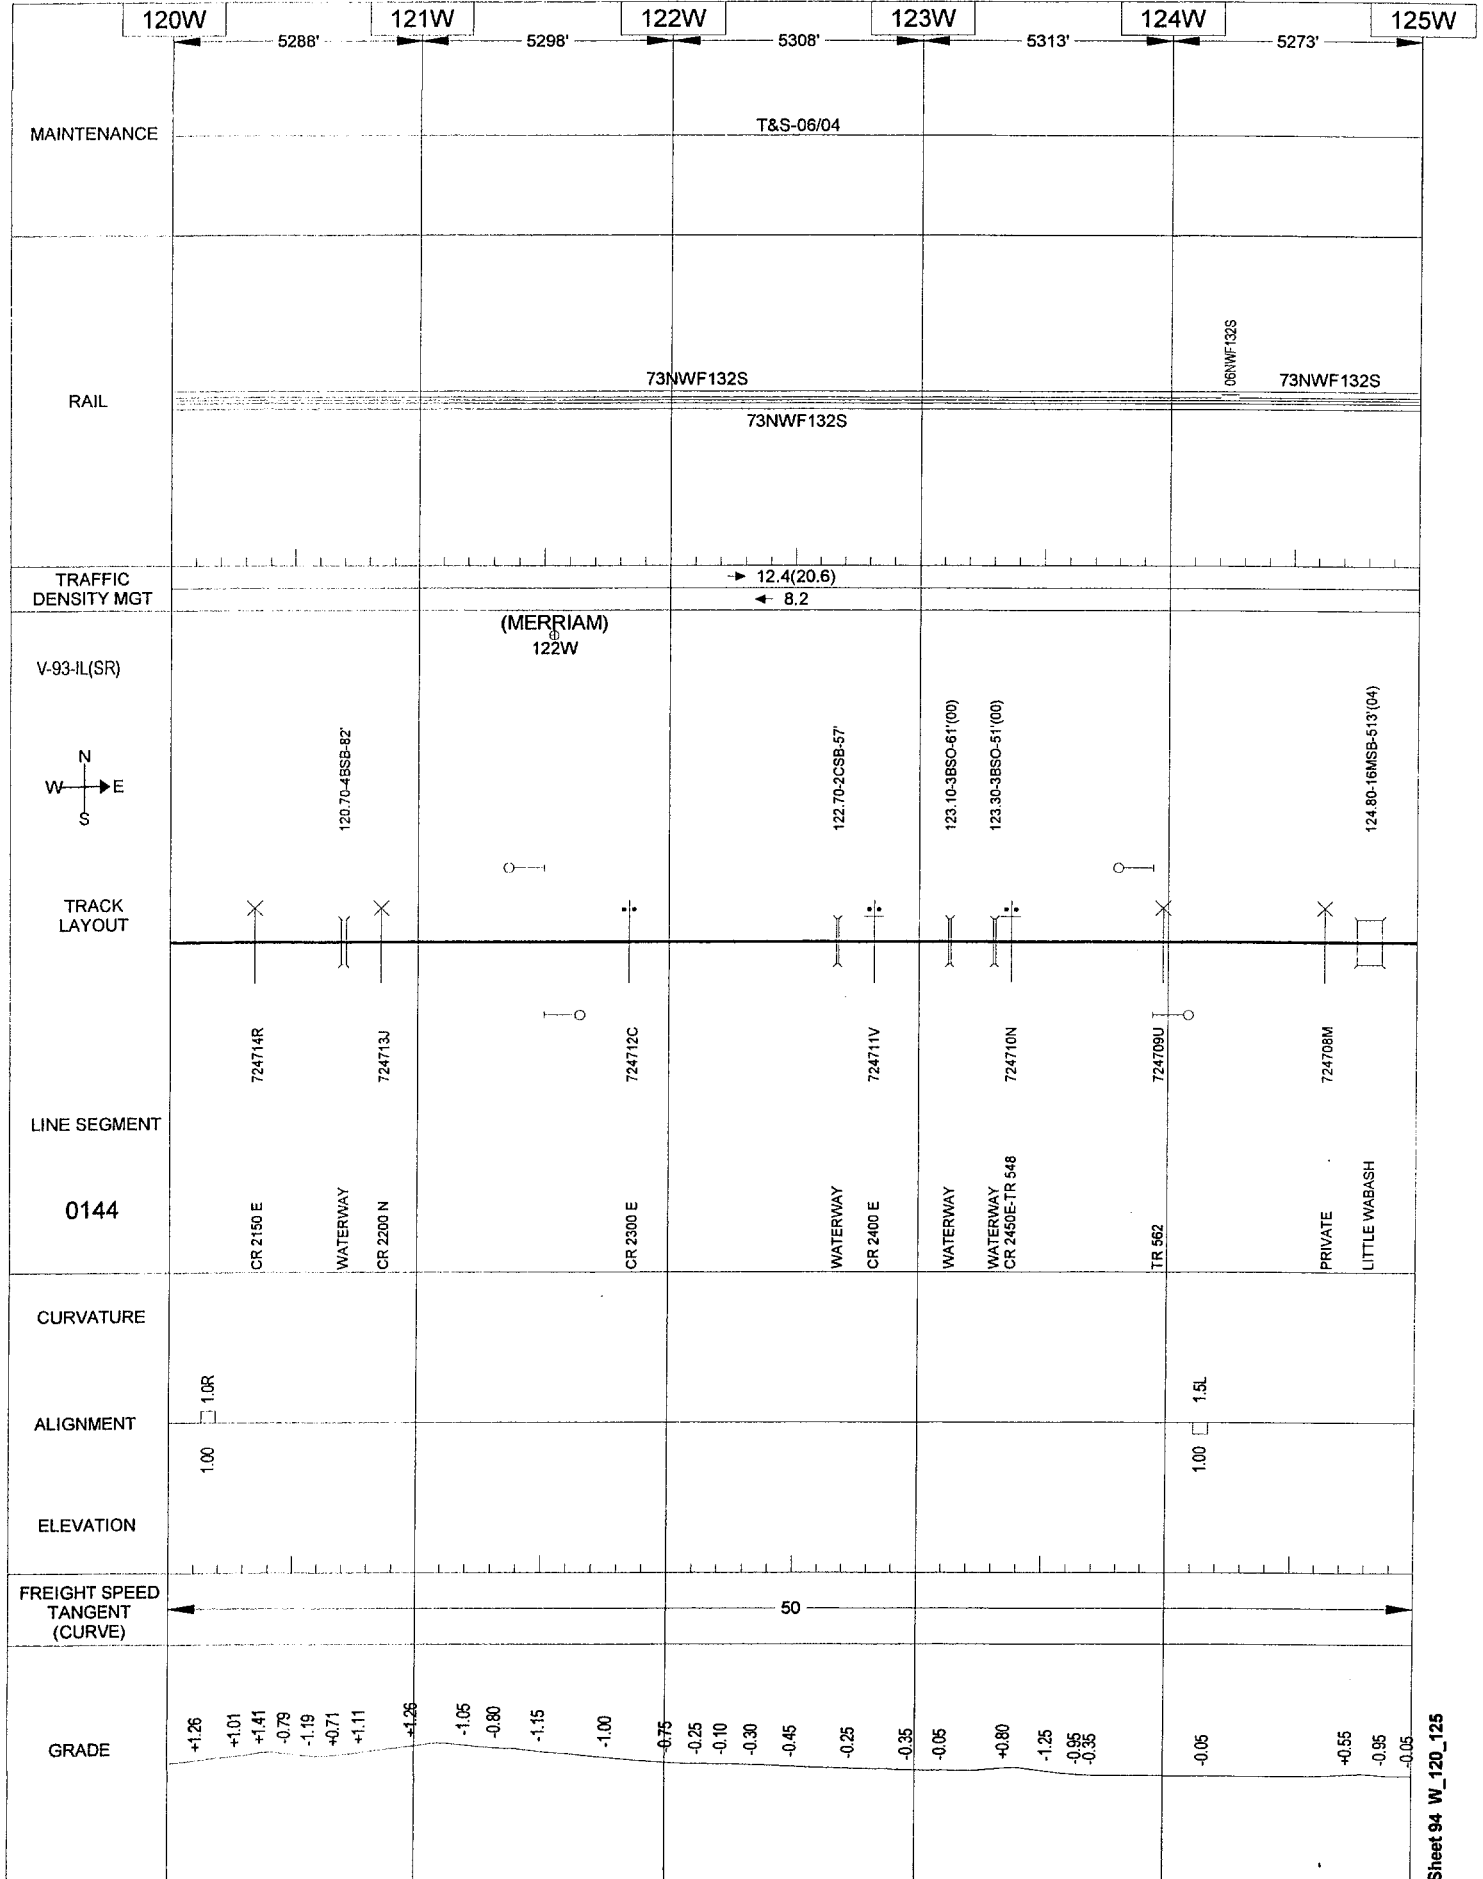 120W 121W 122W 123W 124W 125W
5288' 5298' 5308' 5313' 5273'
MAINTENANCE
T&S-06/04
RAIL
73NWF132S
06NWF132S
73NWF132S
73NWF132S
TRAFFIC
DENSITY MGT
12.4(20.6)
8.2
(MERRIAM)
122W
V-93-IL(SR)
N
W E
S
120.70-4BSB-82'
122.70-2CSB-57'
123.10-3BSO-61'(00)
123.30-3BSO-51'(00)
124.80-16MSB-513'(04)
TRACK
LAYOUT
724714R
724713J
724712C
724711V
724710N
724709U
724708M
LINE SEGMENT
0144
CR 2150 E
WATERWAY
CR 2200 N
CR 2300 E
WATERWAY
CR 2400 E
WATERWAY
WATERWAY
CR 2450E-TR 548
TR 562
PRIVATE
LITTLE WABASH
CURVATURE
1.0R
1.5L
ALIGNMENT
1.00
1.00
ELEVATION
FREIGHT SPEED
TANGENT
(CURVE)
50
GRADE
+1.26
+1.01
+1.41
-0.79
-1.19
+0.71
+1.11
+1.26
-1.05
-0.80
-1.15
-1.00
-0.75
-0.25
-0.10
-0.30
-0.45
-0.25
-0.35
-0.05
+0.80
-1.25
-0.95
-0.35
-0.05
+0.55
-0.95
-0.05
Sheet 94 W_120_125